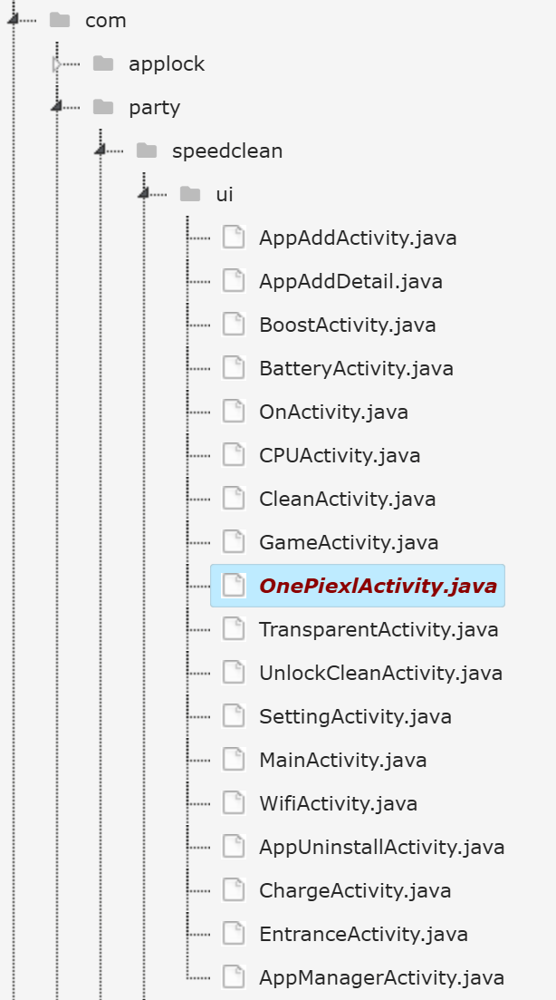 com
applock
party
speedclean
ui
AppAddActivity.java
AppAddDetail.java
BoostActivity.java
BatteryActivity.java
OnActivity.java
CPUActivity.java
CleanActivity.java
GameActivity.java
OnePiexlActivity.java
TransparentActivity.java
UnlockCleanActivity.java
SettingActivity.java
MainActivity.java
WifiActivity.java
AppUninstallActivity.java
ChargeActivity.java
EntranceActivity.java
AppManagerActivity.java